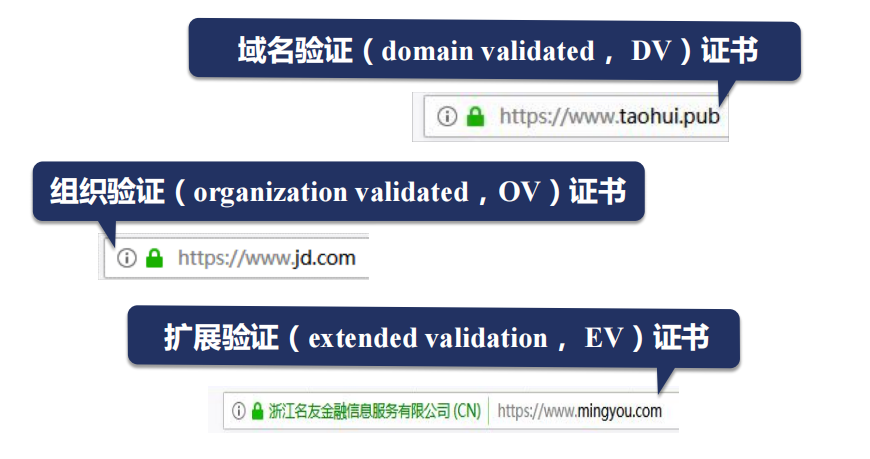 域名验证（domain validated， DV）证书
https://www.taohui.pub
组织验证（organization validated，OV）证书
https://www.jd.com
扩展验证（extended validation， EV）证书
浙江名友金融信息服务有限公司 (CN) https://www.mingyou.com